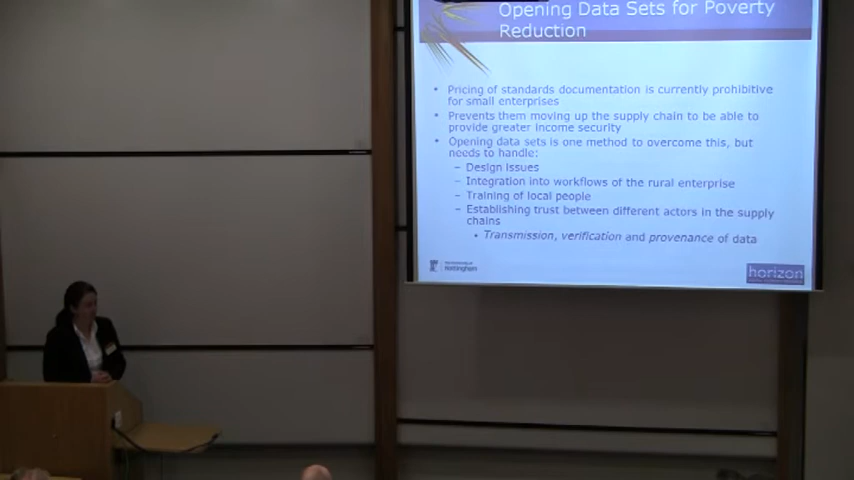 Opening Data Sets for Poverty
Reduction
• Pricing of standards documentation is currently prohibitive
for small enterprises
• Prevents them moving up the supply chain to be able to
provide greater income security
• Opening data sets is one method to overcome this, but
needs to handle:
– Design issues
– Integration into workflows of the rural enterprise
– Training of local people
– Establishing trust between different actors in the supply
chains
• Transmission, verification and provenance of data
Nottingham
horizon